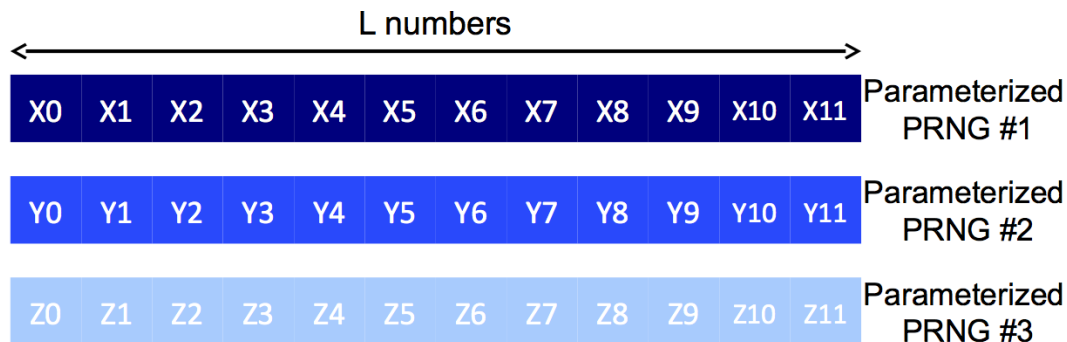 L numbers
X0 X1 X2 X3 X4 X5 X6 X7 X8 X9 X10 X11
Parameterized
PRNG #1
Y0 Y1 Y2 Y3 Y4 Y5 Y6 Y7 Y8 Y9 Y10 Y11
Parameterized
PRNG #2
Z0 Z1 Z2 Z3 Z4 Z5 Z6 Z7 Z8 Z9 Z10 Z11
Parameterized
PRNG #3